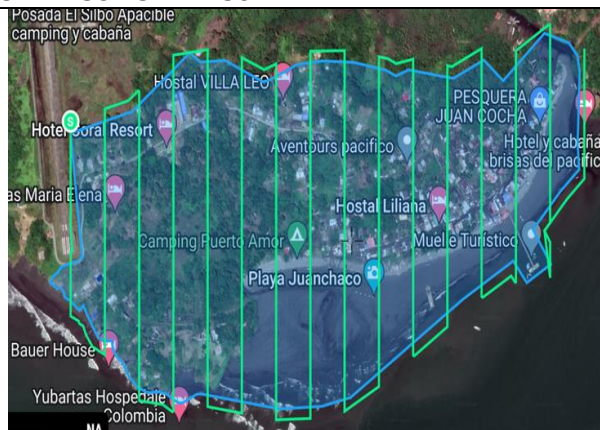 Posada El Silbo Apacible
camping y cabaña
Hostal VILLA LEO
PESQUERA
JUAN COCHA
S
Hotel Coral Resort
Aventours pacifico
Hotel y cabaña
brisas del pacific
as Maria Elena
Hostal Liliana
Camping Puerto Amor
Muelle Turístico
Playa Juanchaco
Bauer House
Yubartas Hospedaje
Colombia
NA